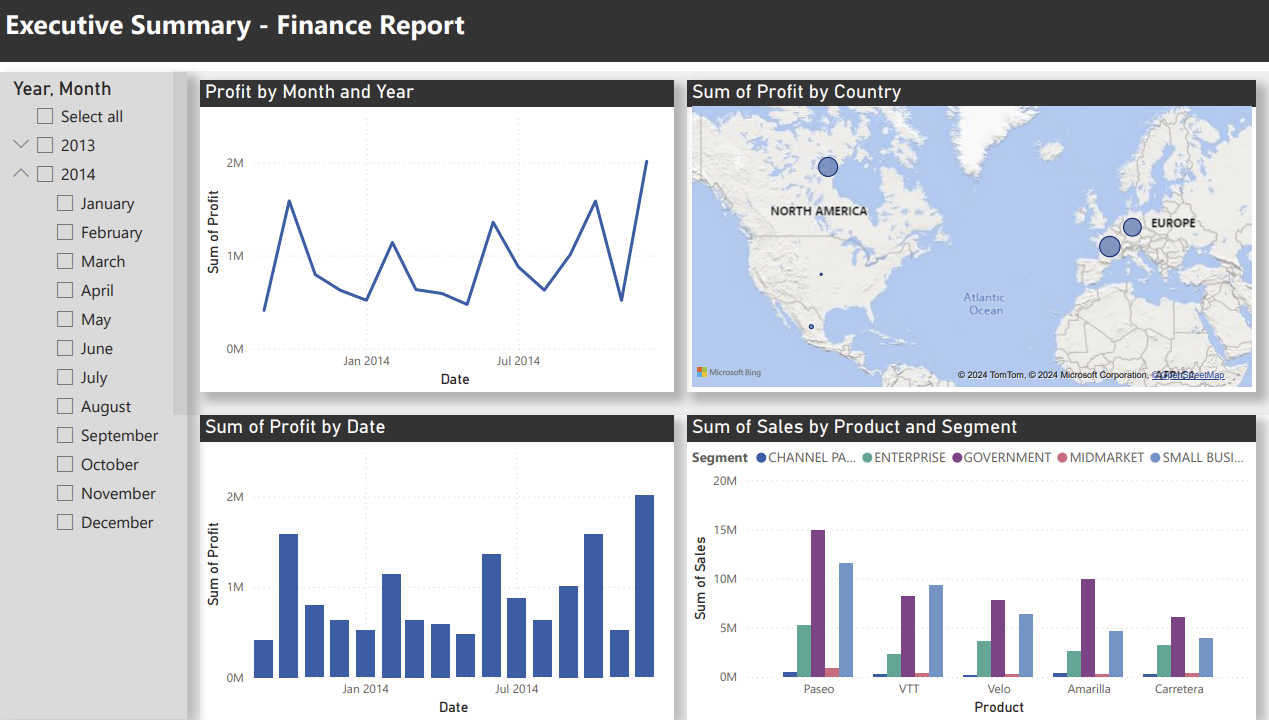 Executive Summary - Finance Report
Year, Month
Select all
2013
2014
January
February
March
April
May
June
July
August
September
October
November
December
Profit by Month and Year
Sum of Profit
2M
1M
0M
Jan 2014
Jul 2014
Date
Sum of Profit by Country
NORTH AMERICA
EUROPE
Atlantic
Ocean
Microsoft Bing
© 2024 TomTom, © 2024 Microsoft Corporation, © OpenStreetMap
Sum of Profit by Date
Sum of Profit
2M
1M
0M
Jan 2014
Jul 2014
Date
Sum of Sales by Product and Segment
Segment CHANNEL PA... ENTERPRISE GOVERNMENT MIDMARKET SMALL BUSI...
Sum of Sales
20M
15M
10M
5M
0M
Paseo
VTT
Velo
Amarilla
Carretera
Product